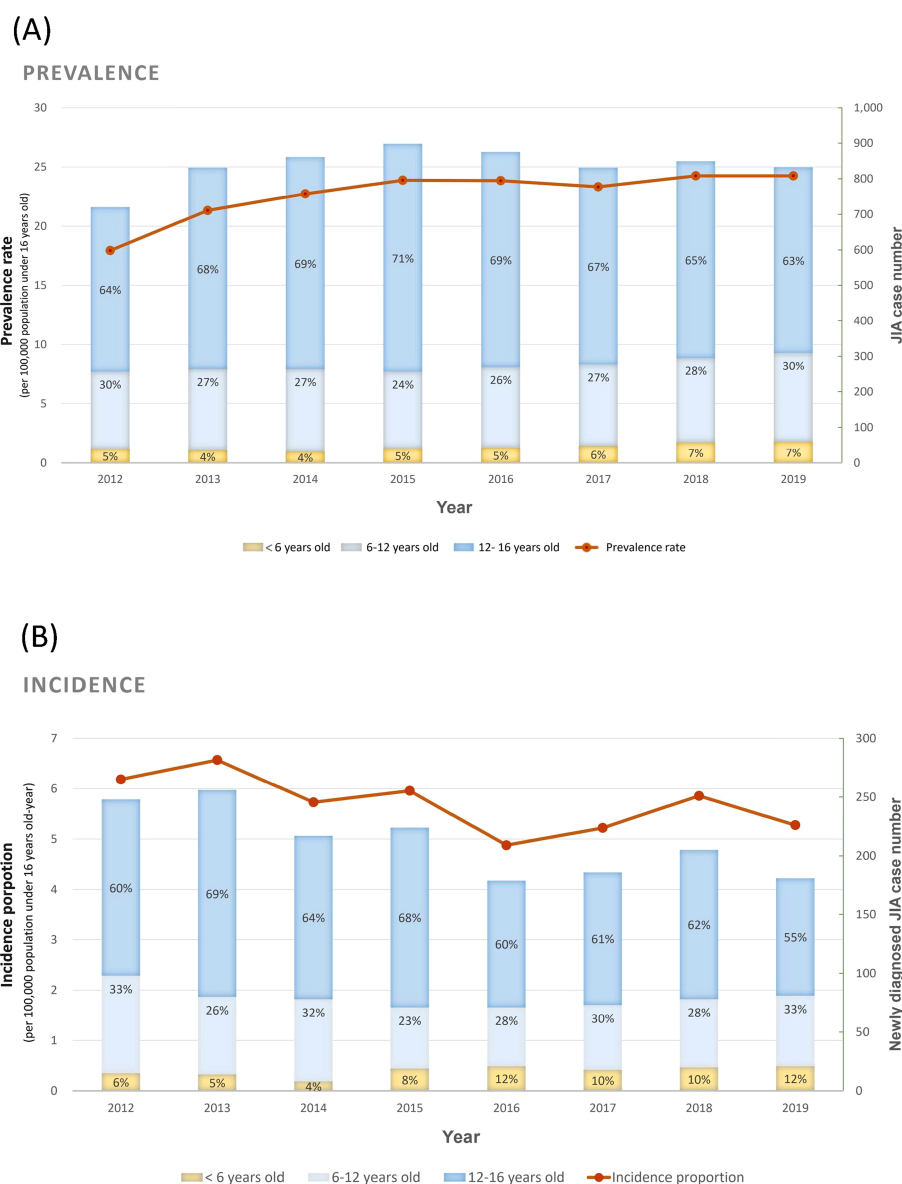 (A)
PREVALENCE
30
25
20
15
10
5
0
Prevalence rate
(per 100,000 population under 16 years old)
1,000
900
800
700
600
500
400
300
200
100
0
JIA case number
64% 68% 69% 71% 69% 67% 65% 63%
30% 27% 27% 24% 26% 27% 28% 30%
5% 4% 4% 5% 5% 6% 7% 7%
2012 2013 2014 2015 2016 2017 2018 2019
Year
< 6 years old 6-12 years old 12- 16 years old Prevalence rate
(B)
INCIDENCE
7
6
5
4
3
2
1
0
Incidence porpotion
(per 100,000 population under 16 years old-year)
300
250
200
150
100
50
0
Newly diagnosed JIA case number
60% 69% 64% 68% 60% 61% 62% 55%
33% 26% 32% 23% 28% 30% 28% 33%
6% 5% 4% 8% 12% 10% 10% 12%
2012 2013 2014 2015 2016 2017 2018 2019
Year
< 6 years old 6-12 years old 12-16 years old Incidence proportion